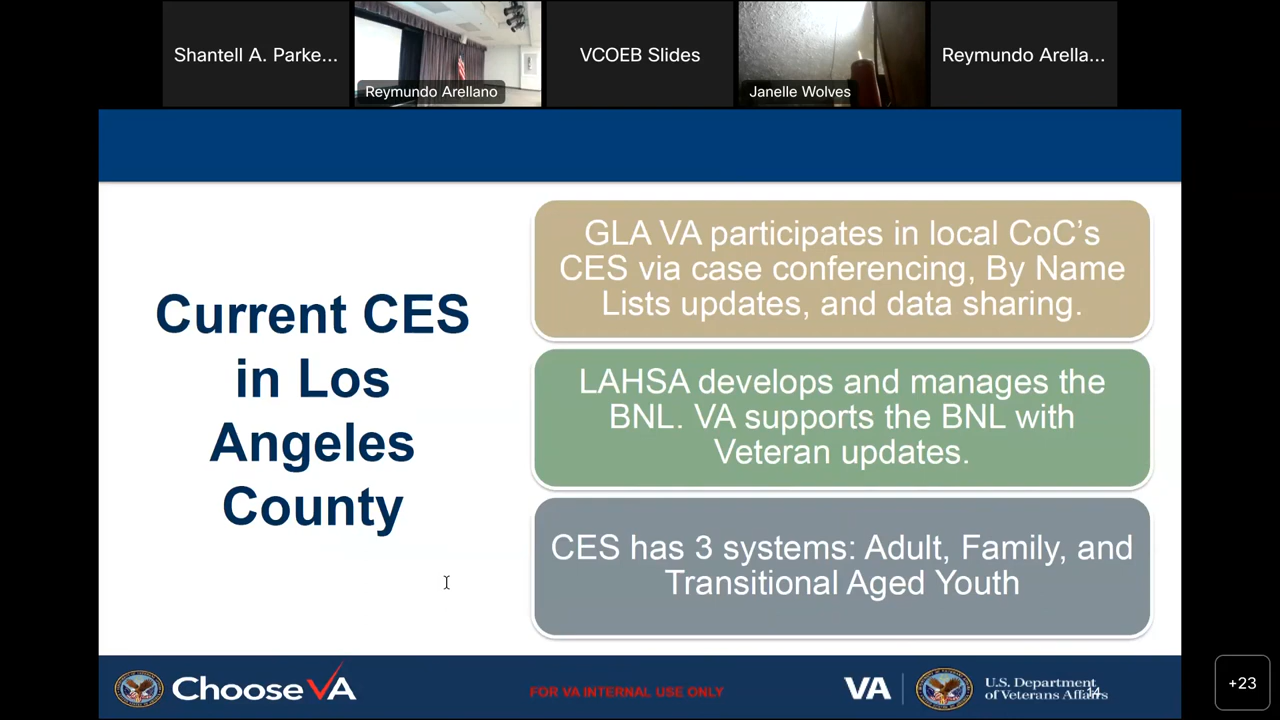 Shantell A. Parke...
Reymundo Arellano
VCOEB Slides
Janelle Wolves
Reymundo Arella...
Current CES
in Los
Angeles
County
GLA VA participates in local CoC’s
CES via case conferencing, By Name
Lists updates, and data sharing.
LAHSA develops and manages the
BNL. VA supports the BNL with
Veteran updates.
CES has 3 systems: Adult, Family, and
Transitional Aged Youth
ChooseVA
FOR VA INTERNAL USE ONLY
VA
U.S. Department
of Veterans Affairs
14
+23